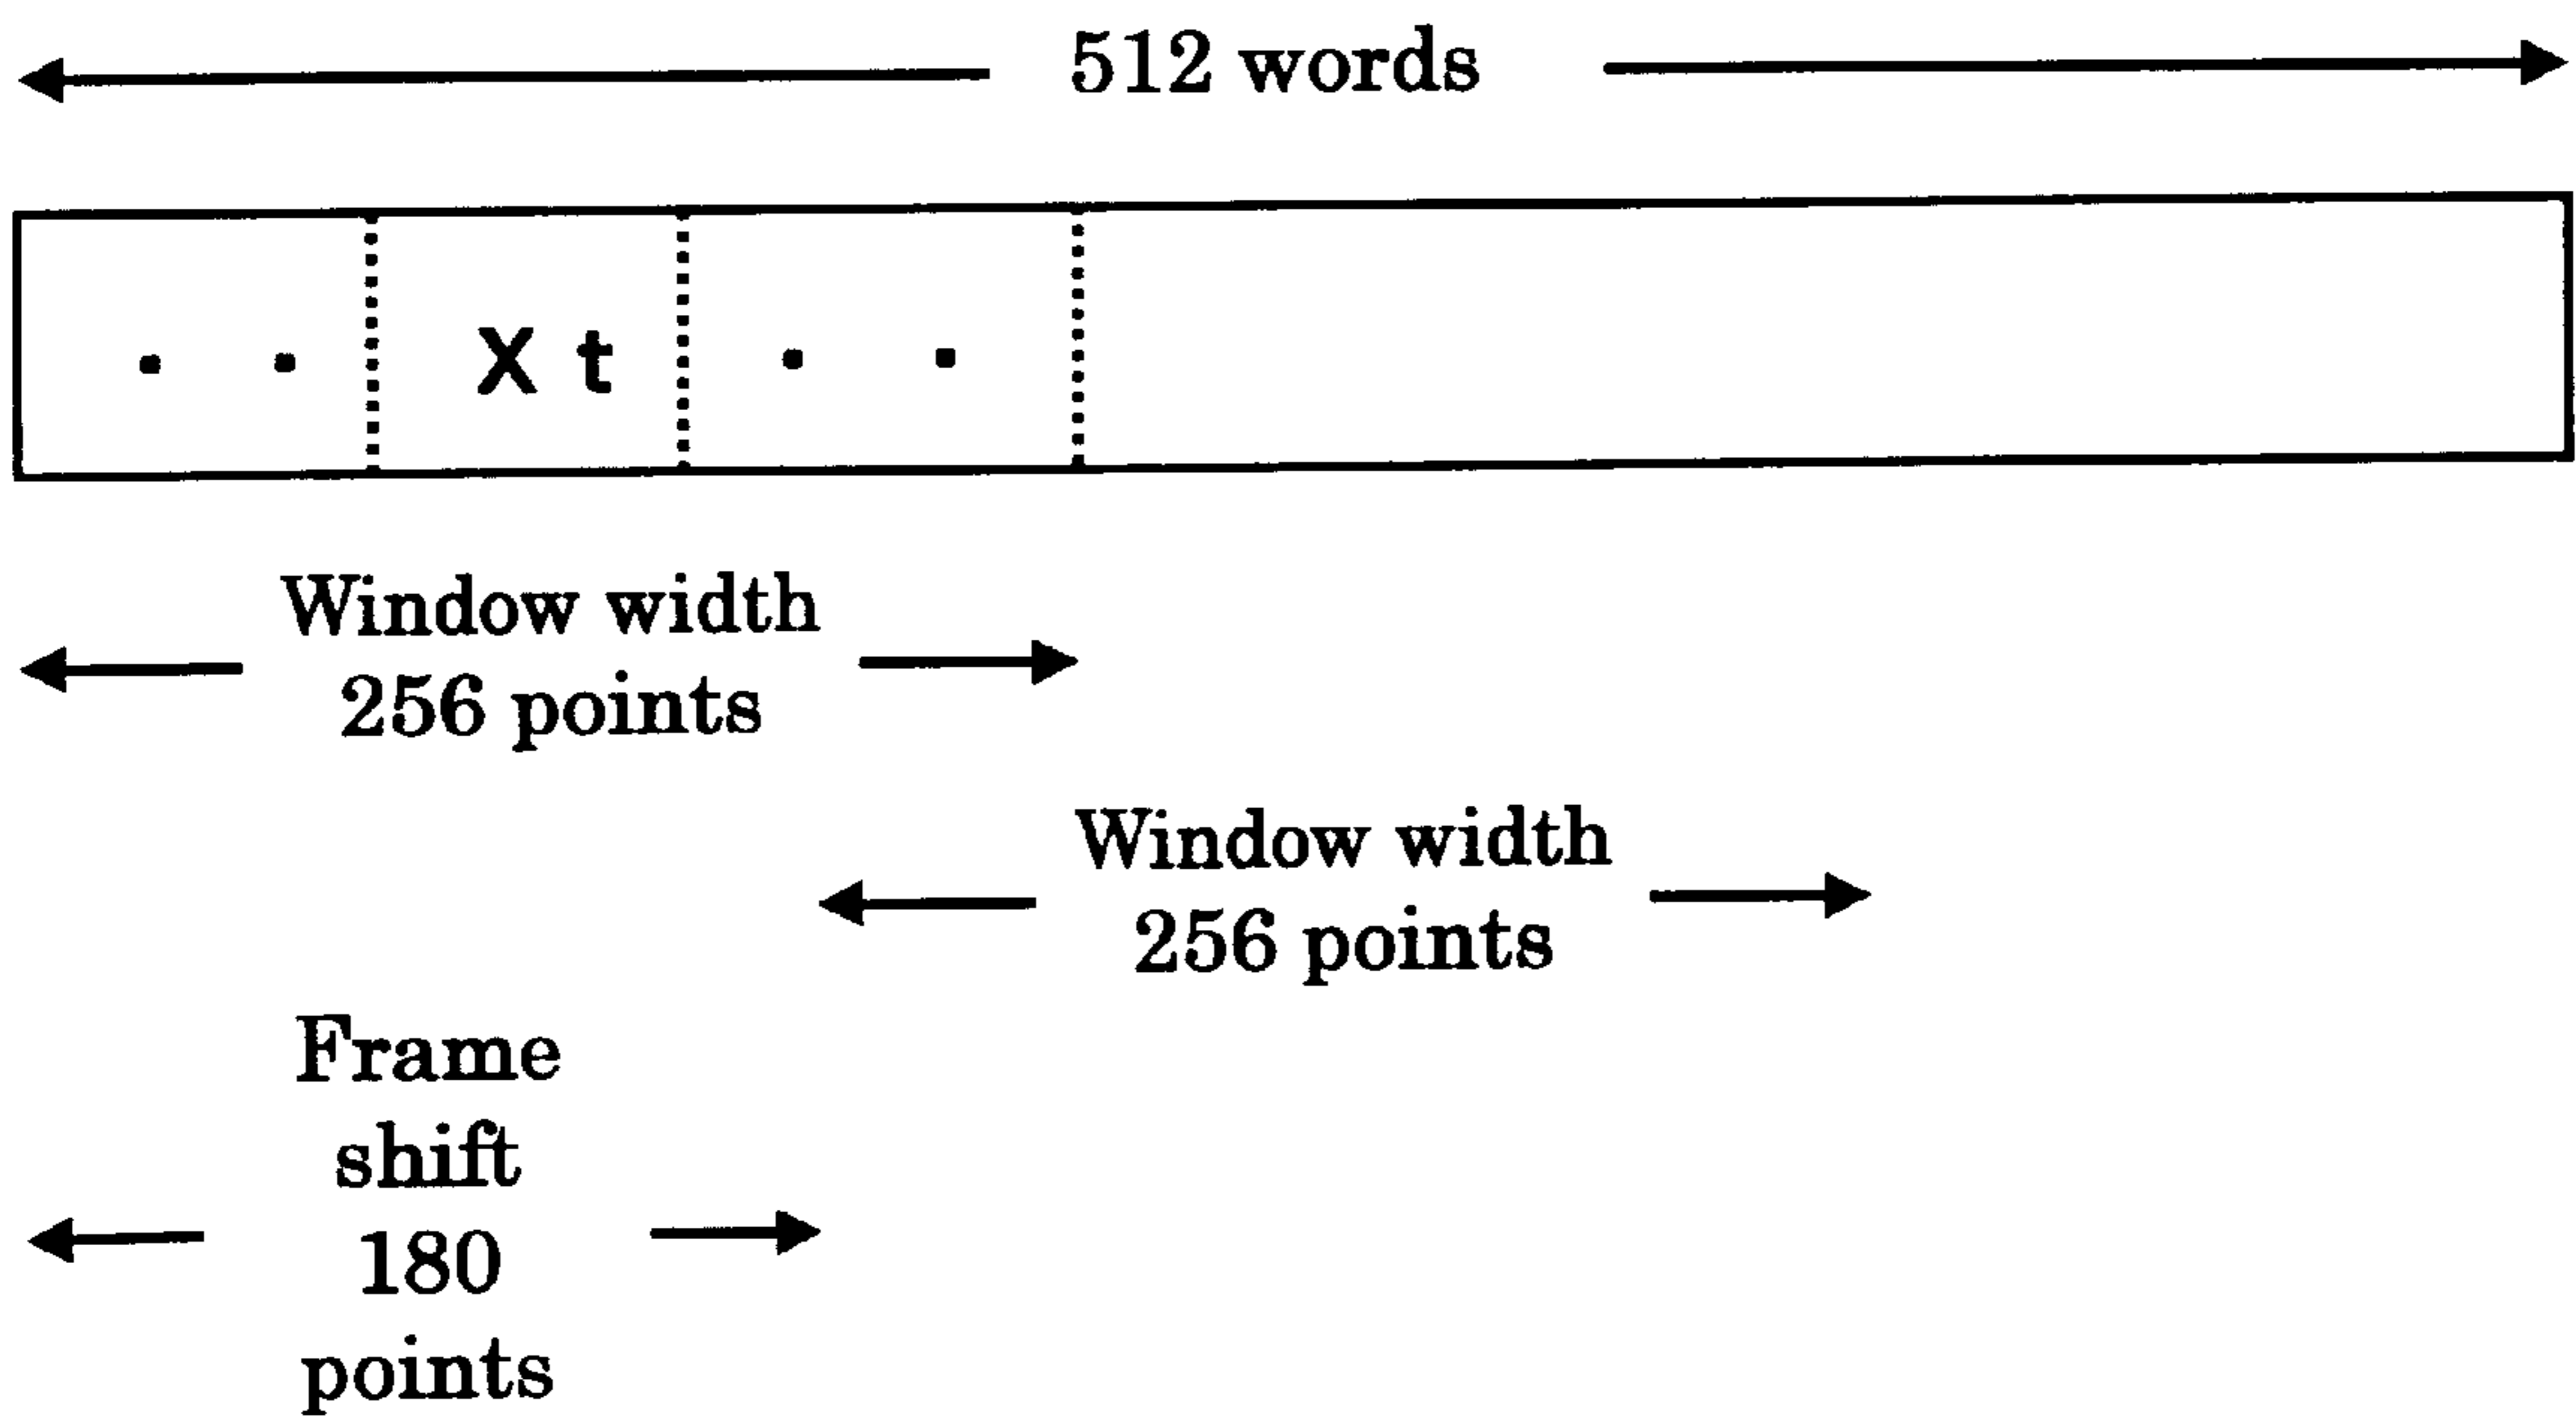 512 words
. . X t . .
Window width
256 points
Window width
256 points
Frame
shift
180
points